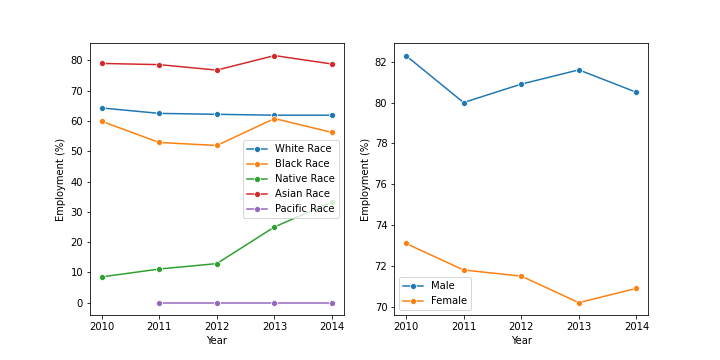 80
70
60
50
40
30
20
10
0
Employment (%)
White Race
Black Race
Native Race
Asian Race
Pacific Race
2010 2011 2012 2013 2014
Year
82
80
78
76
74
72
70
Employment (%)
Male
Female
2010 2011 2012 2013 2014
Year